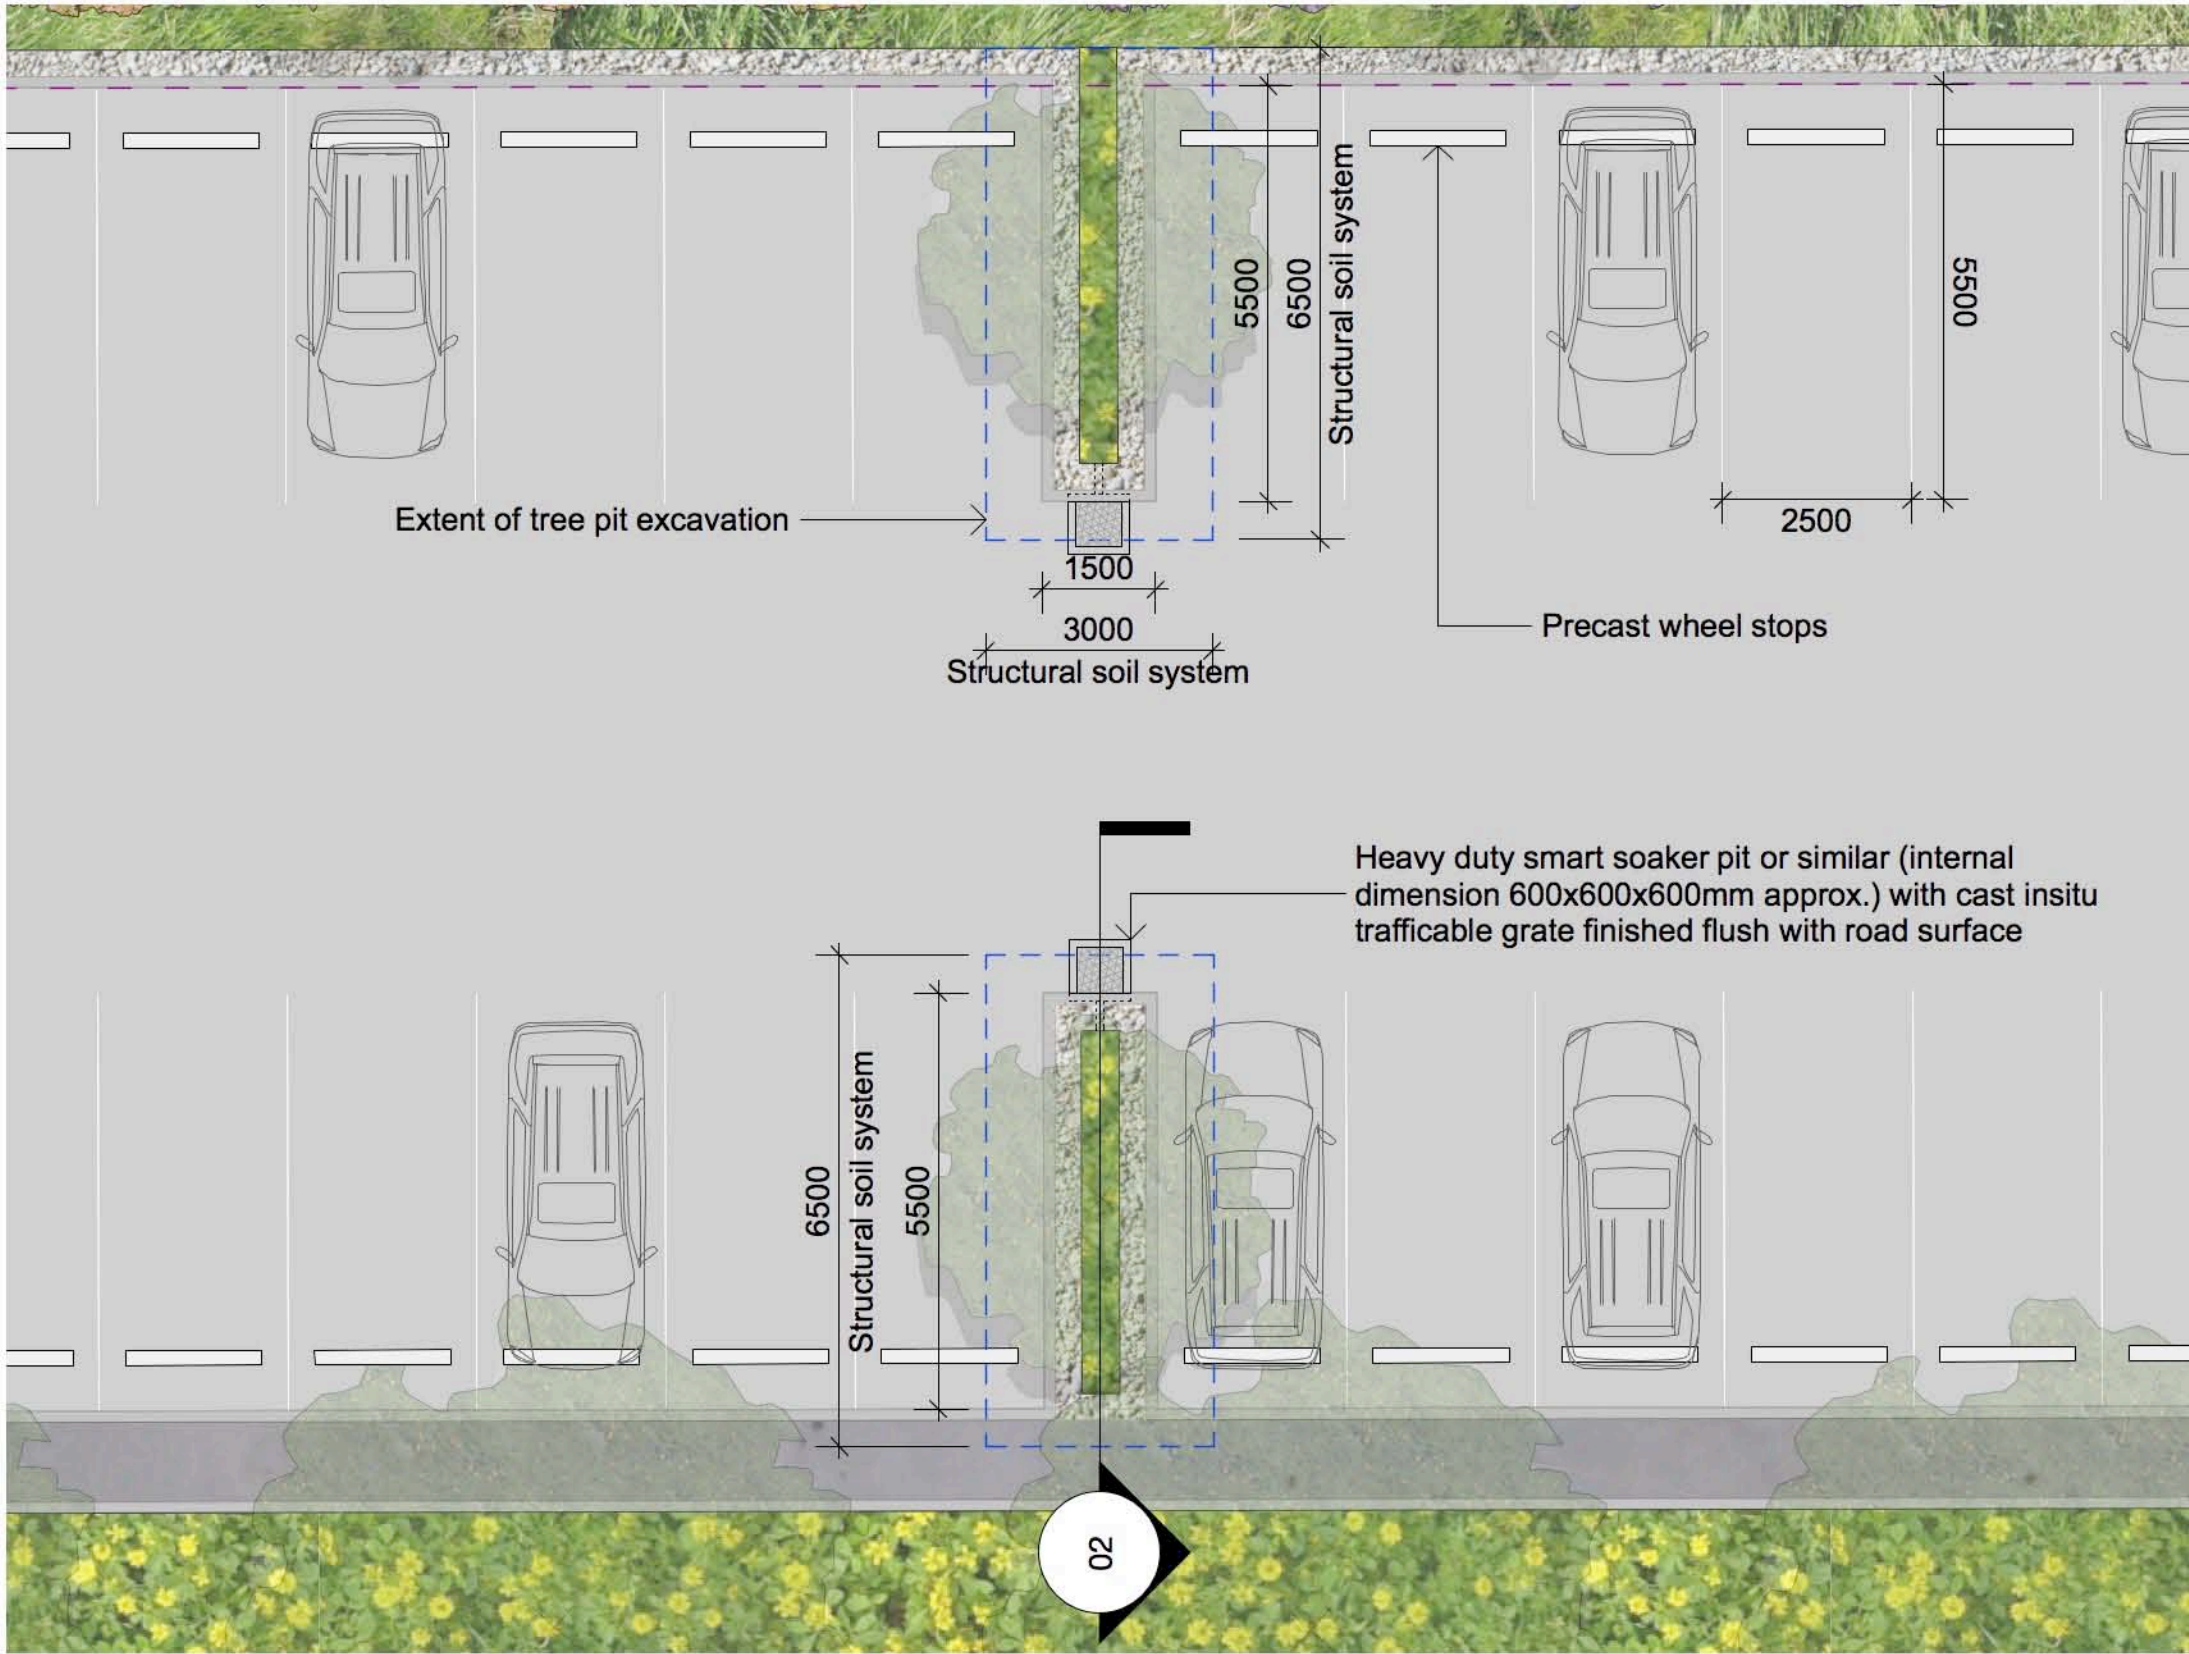 5500
6500
Structural soil system
5500
Extent of tree pit excavation
2500
1500
3000
Structural soil system
Precast wheel stops
Heavy duty smart soaker pit or similar (internal
dimension 600x600x600mm approx.) with cast insitu
trafficable grate finished flush with road surface
6500
Structural soil system
5500
02